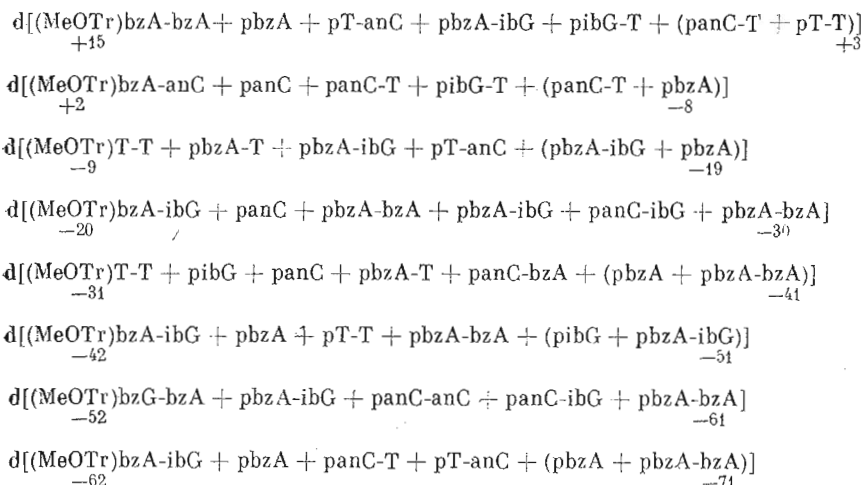 d[(MeOTr)bzA-bzA+ pbzA + pT-anC + pbzA-ibG + pibG-T + (panC-T + pT-T)]
+15 +3
d[(MeOTr)bzA-anC + panC + panC-T + pibG-T + (panC-T + pbzA)]
+2 —8
d[(MeOTr)T-T + pbzA-T + pbzA-ibG + pT-anC + (pbzA-ibG + pbzA)]
—9 —19
d[(MeOTr)bzA-ibG + panC + pbzA-bzA + pbzA-ibG + panC-ibG + pbzA-bzA]
—20 —30
d[(MeOTr)T-T + pibG + panC + pbzA-T + panC-bzA + (pbzA + pbzA-bzA)]
—31 —41
d[(MeOTr)bzA-ibG + pbzA + pT-T + pbzA-bzA + (pibG + pbzA-ibG)]
—42 —51
d[(MeOTr)bzG-bzA + pbzA-ibG + panC-anC + panC-ibG + pbzA-bzA]
—52 —61
d[(MeOTr)bzA-ibG + pbzA + panC-T + pT-anC + (pbzA + pbzA-bzA)]
—62 —71